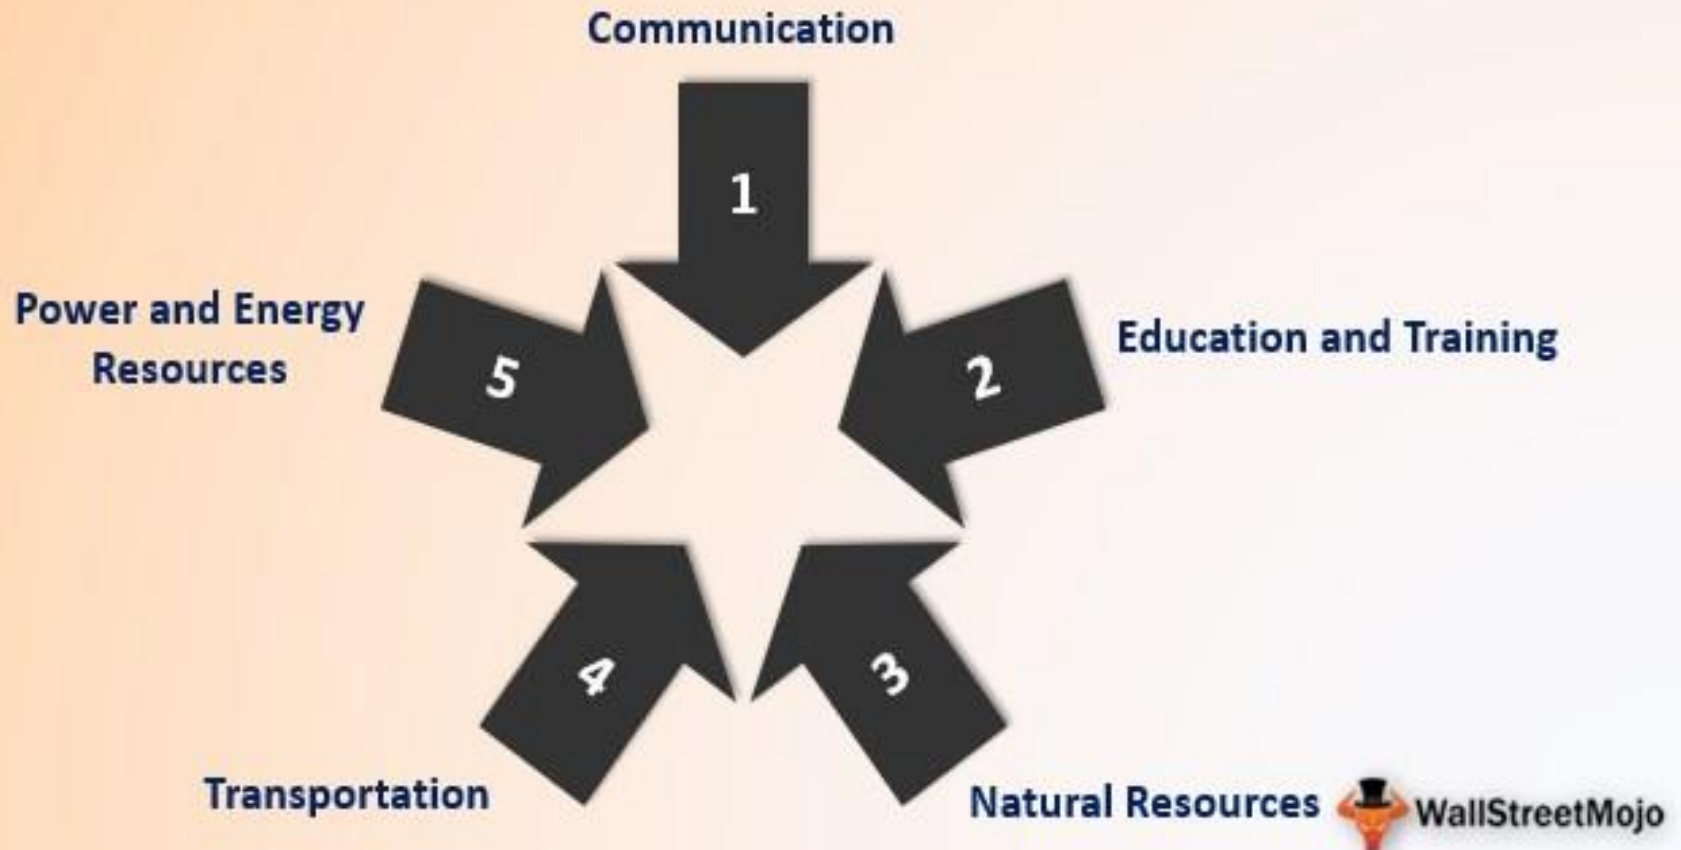 Communication
1
Power and Energy
Resources
5
2
Education and Training
4
3
Transportation
Natural Resources
WallStreetMojo